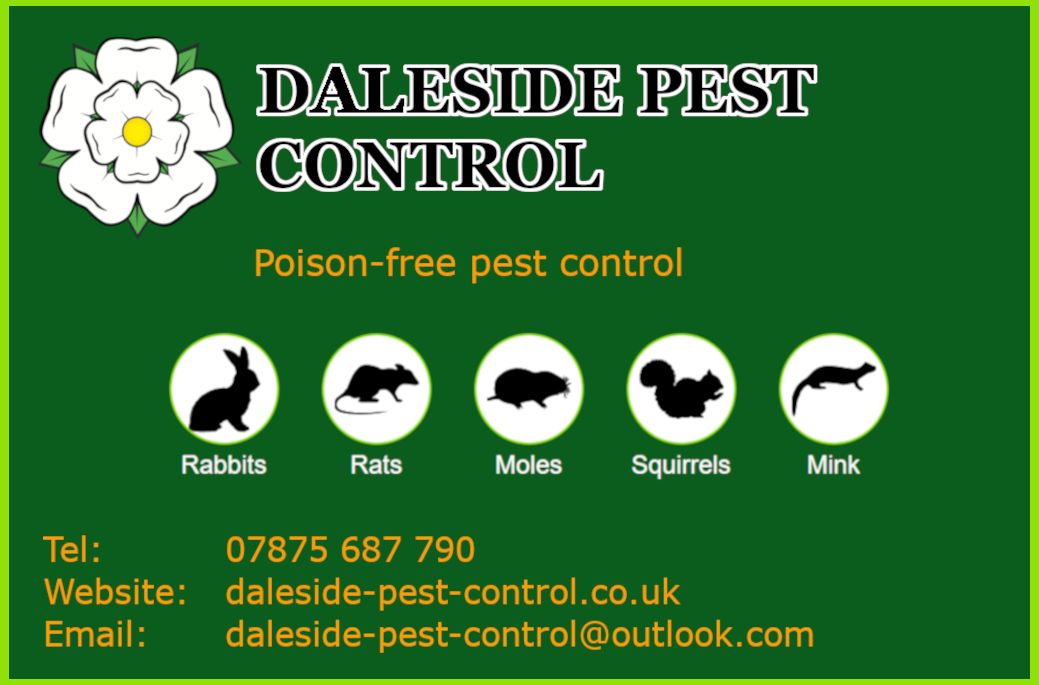 DALESIDE PEST
CONTROL
Poison-free pest control
Rabbits Rats Moles Squirrels Mink
Tel: 07875 687 790
Website: daleside-pest-control.co.uk
Email: daleside-pest-control@outlook.com